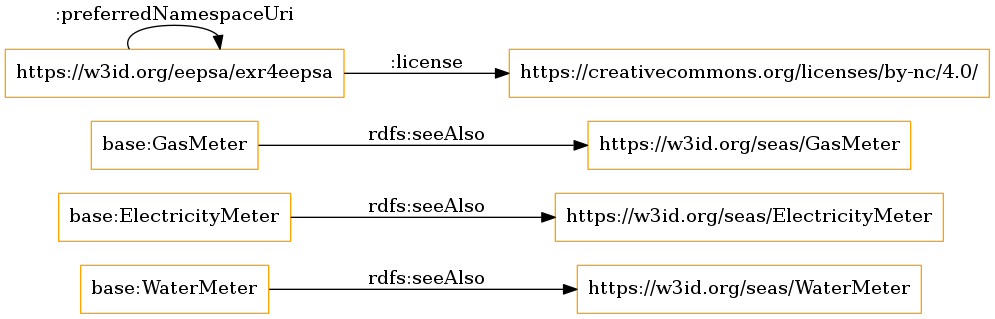 :preferredNamespaceUri
https://w3id.org/eepsa/exr4eepsa
:license
https://creativecommons.org/licenses/by-nc/4.0/
base:GasMeter
rdfs:seeAlso
https://w3id.org/seas/GasMeter
base:ElectricityMeter
rdfs:seeAlso
https://w3id.org/seas/ElectricityMeter
base:WaterMeter
rdfs:seeAlso
https://w3id.org/seas/WaterMeter